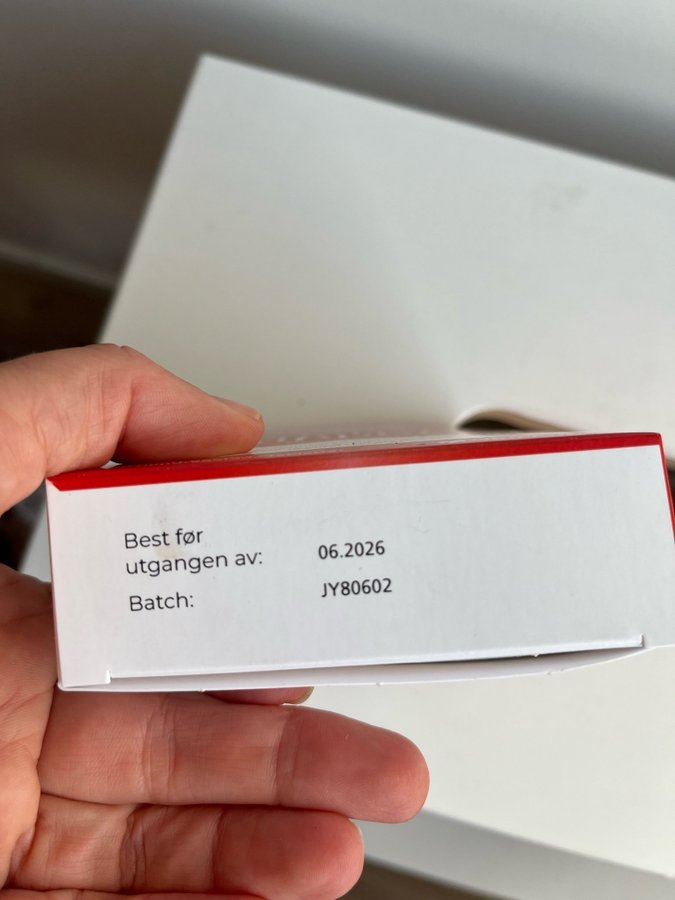 Best før
utgangen av: 06.2026
Batch: JY80602